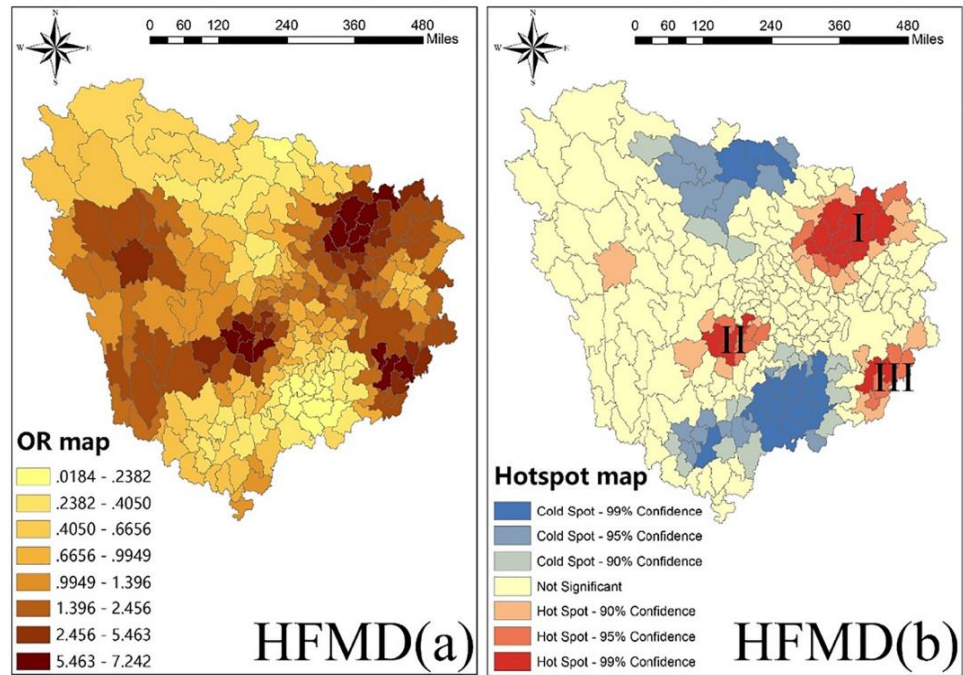 N
W E
S
0 60 120 240 360 480
Miles
OR map
.0184 - .2382
.2382 - .4050
.4050 - .6656
.6656 - .9949
.9949 - 1.396
1.396 - 2.456
2.456 - 5.463
5.463 - 7.242
HFMD(a)
N
W E
S
0 60 120 240 360 480
Miles
I
II
III
Hotspot map
Cold Spot - 99% Confidence
Cold Spot - 95% Confidence
Cold Spot - 90% Confidence
Not Significant
Hot Spot - 90% Confidence
Hot Spot - 95% Confidence
Hot Spot - 99% Confidence
HFMD(b)